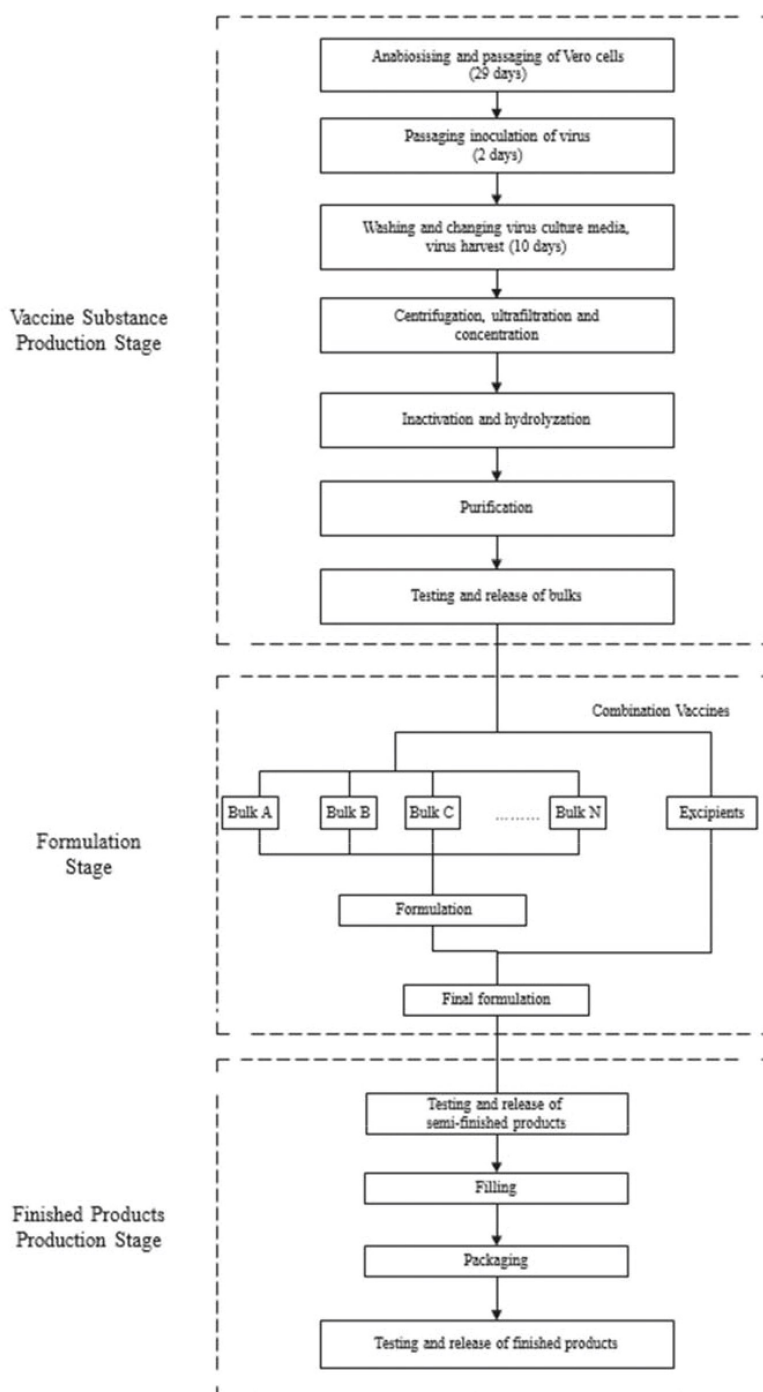 Anabiosising and passaging of Vero cells
(29 days)
Passaging inoculation of virus
(2 days)
Washing and changing virus culture media,
virus harvest (10 days)
Vaccine Substance
Production Stage
Centrifugation, ultrafiltration and
concentration
Inactivation and hydrolyzation
Purification
Testing and release of bulks
Combination Vaccines
Bulk A
Bulk B
Bulk C
.........
Bulk N
Excipients
Formulation
Stage
Formulation
Final formulation
Testing and release of
semi-finished products
Filling
Finished Products
Production Stage
Packaging
Testing and release of finished products